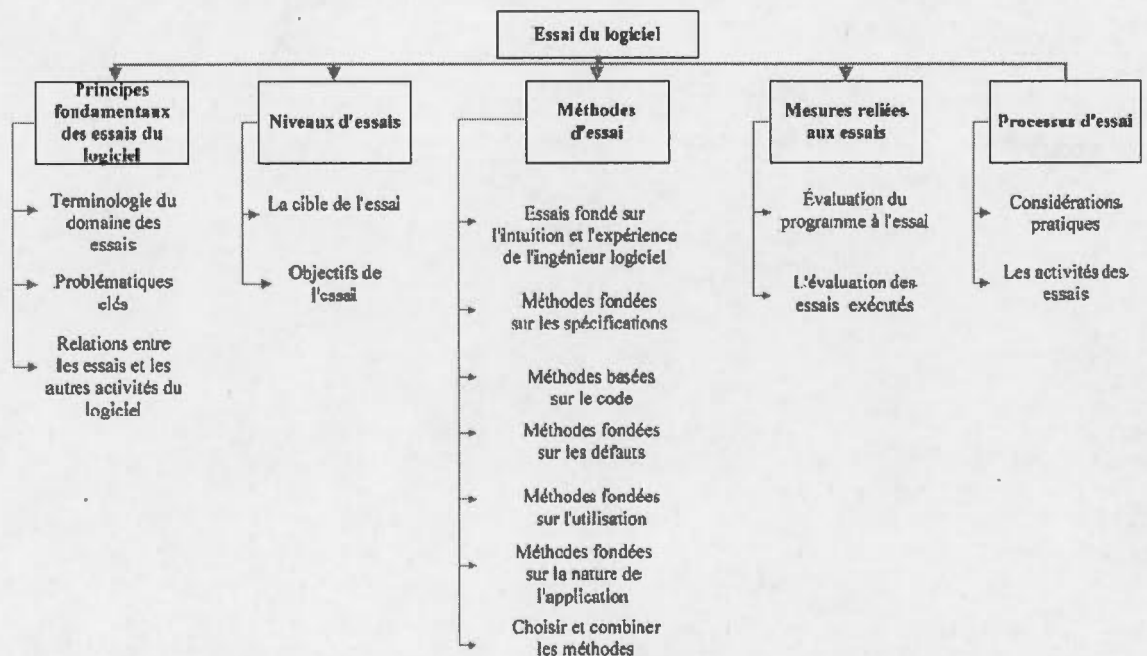 Essai du logiciel
Principes
fondamentaux
des essais du
logiciel
Terminologie du
domaine des
essais
Problématiques
clés
Relations entre
les essais et les
autres activités du
logiciel
Niveaux d'essais
La cible de l'essai
Objectifs de
l'essai
Méthodes
d'essai
Essais fondé sur
l'intuition et l'expérience
de l'ingénieur logiciel
Méthodes fondées
sur les spécifications
Méthodes basées
sur le code
Méthodes fondées
sur les défauts
Méthodes fondées
sur l'utilisation
Méthodes fondées
sur la nature de
l'application
Choisir et combiner
les méthodes
Mesures reliées
aux essais
Évaluation du
programme à l'essai
L'évaluation des
essais exécutés
Processus d'essai
Considérations
pratiques
Les activités des
essais